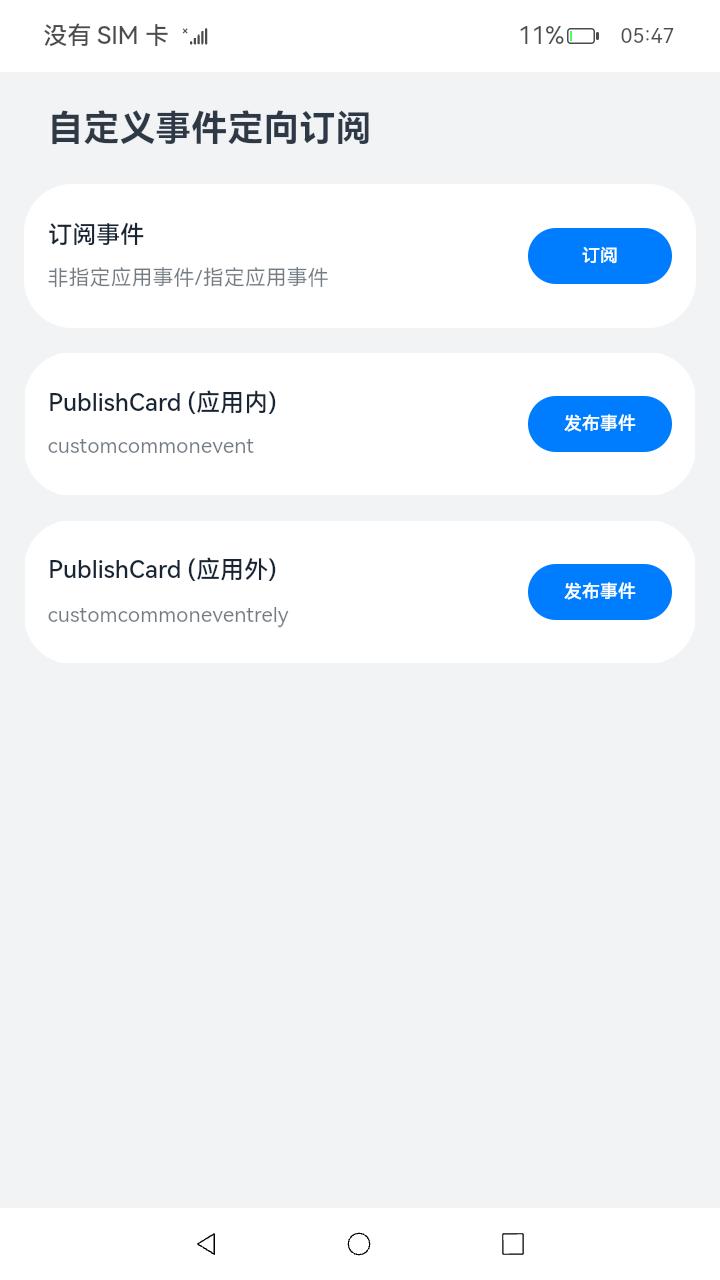 没有 SIM 卡
11%
05:47
自定义事件定向订阅
订阅事件
非指定应用事件/指定应用事件
订阅
PublishCard (应用内)
customcommonevent
发布事件
PublishCard (应用外)
customcommoneventrely
发布事件